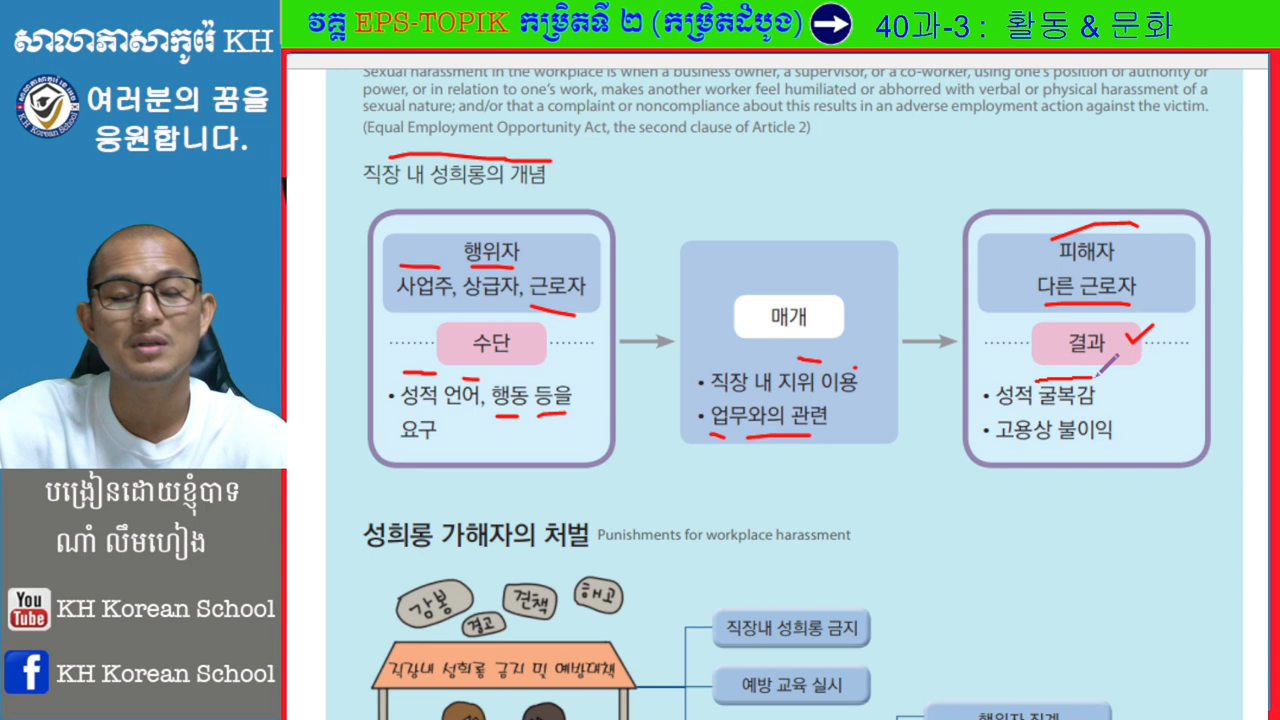 សាលាភាសាកូរ៉េ KH
여러분의 꿈을
응원합니다.
វគ្គ EPS-TOPIK កម្រិតទី ២ (កម្រិតដំបូង)
40과-3 : 활동 & 문화
Sexual harassment in the workplace is when a business owner, a supervisor, or a co-worker, using one's position of authority or
power, or in relation to one's work, makes another worker feel humiliated or abhorred with verbal or physical harassment of a
sexual nature; and/or that a complaint or noncompliance about this results in an adverse employment action against the victim.
(Equal Employment Opportunity Act, the second clause of Article 2)
직장 내 성희롱의 개념
행위자
사업주, 상급자, 근로자
수단
• 성적 언어, 행동 등을
요구
매개
• 직장 내 지위 이용
• 업무와의 관련
피해자
다른 근로자
결과
• 성적 굴복감
• 고용상 불이익
성희롱 가해자의 처벌 Punishments for workplace harassment
감봉
경고
견책
해고
직장내 성희롱 금지 및 예방대책
직장내 성희롱 금지
예방 교육 실시
행위자 징계
បង្រៀនដោយខ្ញុំបាទ
ណាំ លឹមហៀង
You
Tube
KH Korean School
f KH Korean School